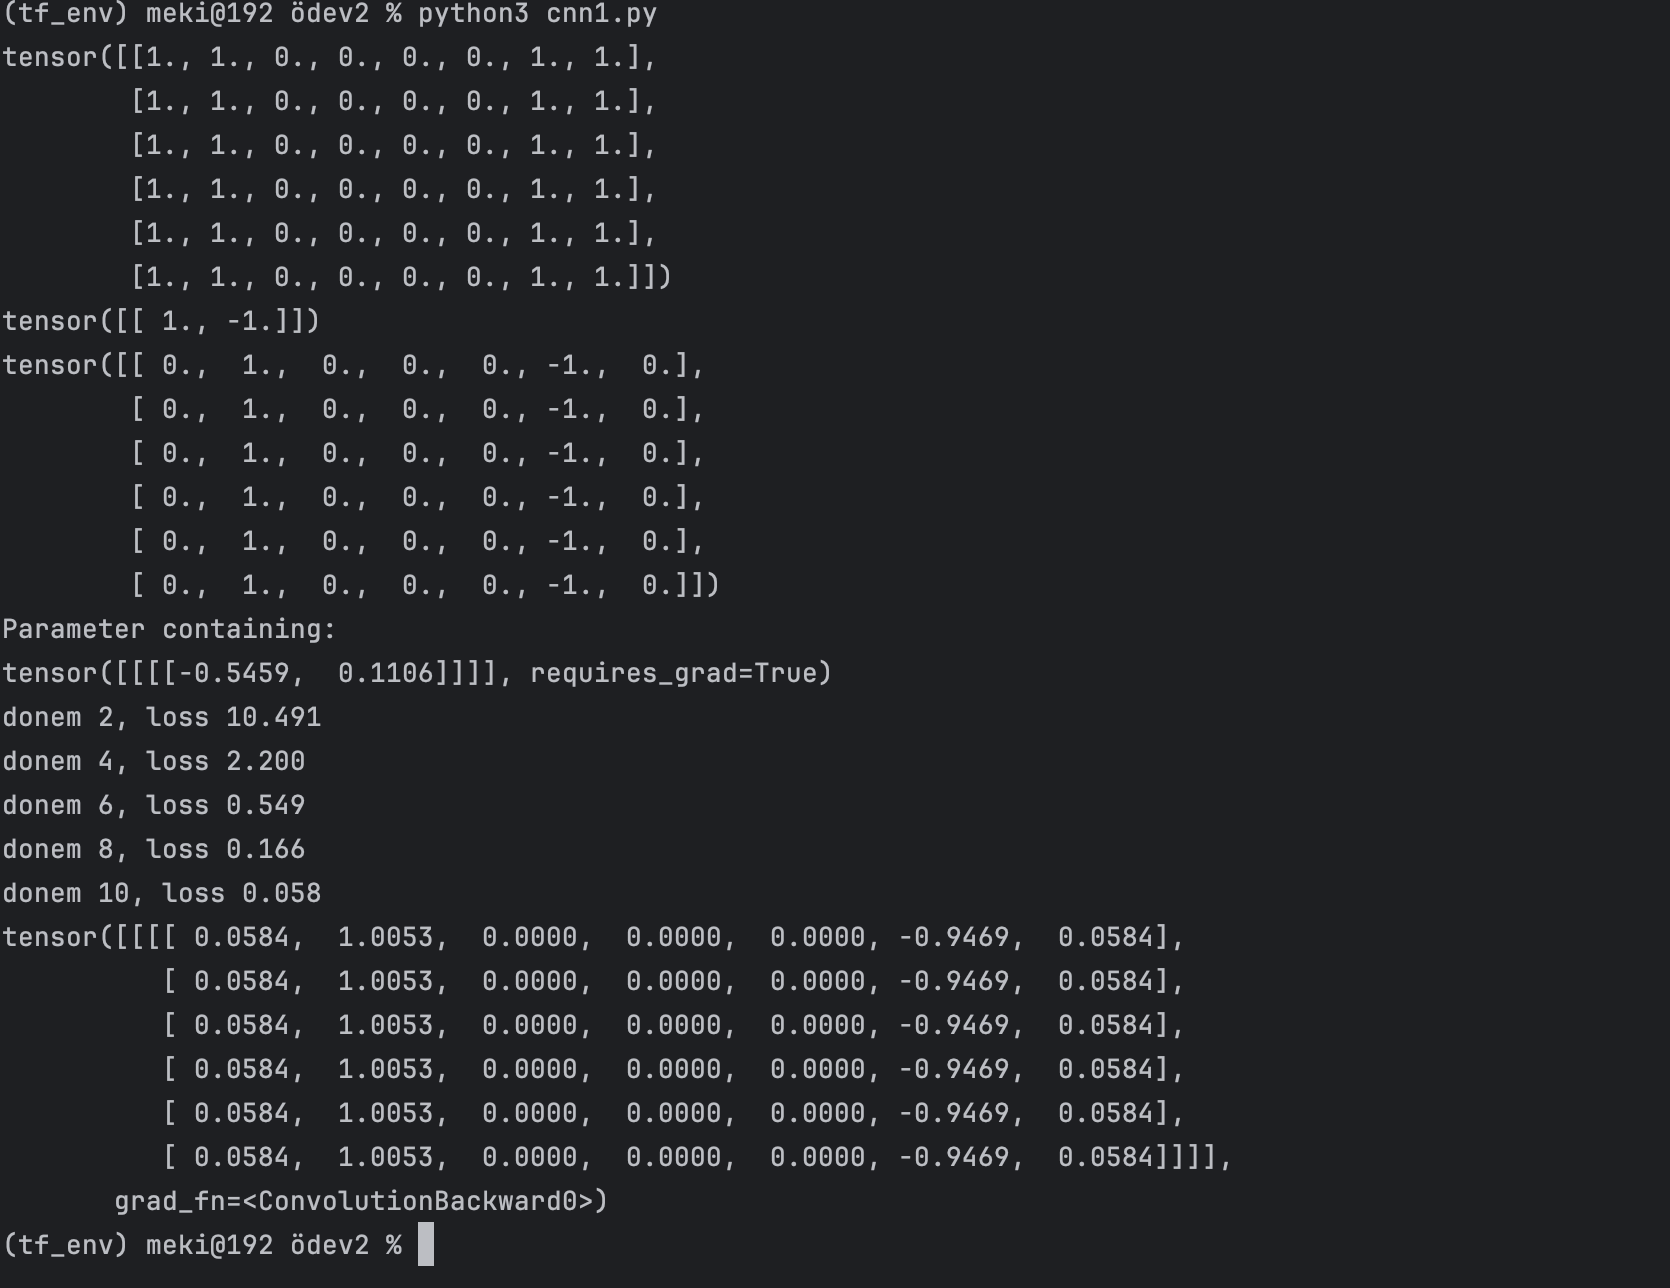 (tf_env) meki@192 ödev2 % python3 cnn1.py
tensor([[1., 1., 0., 0., 0., 0., 1., 1.],
        [1., 1., 0., 0., 0., 0., 1., 1.],
        [1., 1., 0., 0., 0., 0., 1., 1.],
        [1., 1., 0., 0., 0., 0., 1., 1.],
        [1., 1., 0., 0., 0., 0., 1., 1.],
        [1., 1., 0., 0., 0., 0., 1., 1.]])
tensor([[ 1., -1.]])
tensor([[ 0.,  1.,  0.,  0.,  0., -1.,  0.],
        [ 0.,  1.,  0.,  0.,  0., -1.,  0.],
        [ 0.,  1.,  0.,  0.,  0., -1.,  0.],
        [ 0.,  1.,  0.,  0.,  0., -1.,  0.],
        [ 0.,  1.,  0.,  0.,  0., -1.,  0.],
        [ 0.,  1.,  0.,  0.,  0., -1.,  0.]])
Parameter containing:
tensor([[[[-0.5459,  0.1106]]]], requires_grad=True)
donem 2, loss 10.491
donem 4, loss 2.200
donem 6, loss 0.549
donem 8, loss 0.166
donem 10, loss 0.058
tensor([[[[ 0.0584,  1.0053,  0.0000,  0.0000,  0.0000, -0.9469,  0.0584],
          [ 0.0584,  1.0053,  0.0000,  0.0000,  0.0000, -0.9469,  0.0584],
          [ 0.0584,  1.0053,  0.0000,  0.0000,  0.0000, -0.9469,  0.0584],
          [ 0.0584,  1.0053,  0.0000,  0.0000,  0.0000, -0.9469,  0.0584],
          [ 0.0584,  1.0053,  0.0000,  0.0000,  0.0000, -0.9469,  0.0584],
          [ 0.0584,  1.0053,  0.0000,  0.0000,  0.0000, -0.9469,  0.0584]]]],
       grad_fn=<ConvolutionBackward0>)
(tf_env) meki@192 ödev2 %